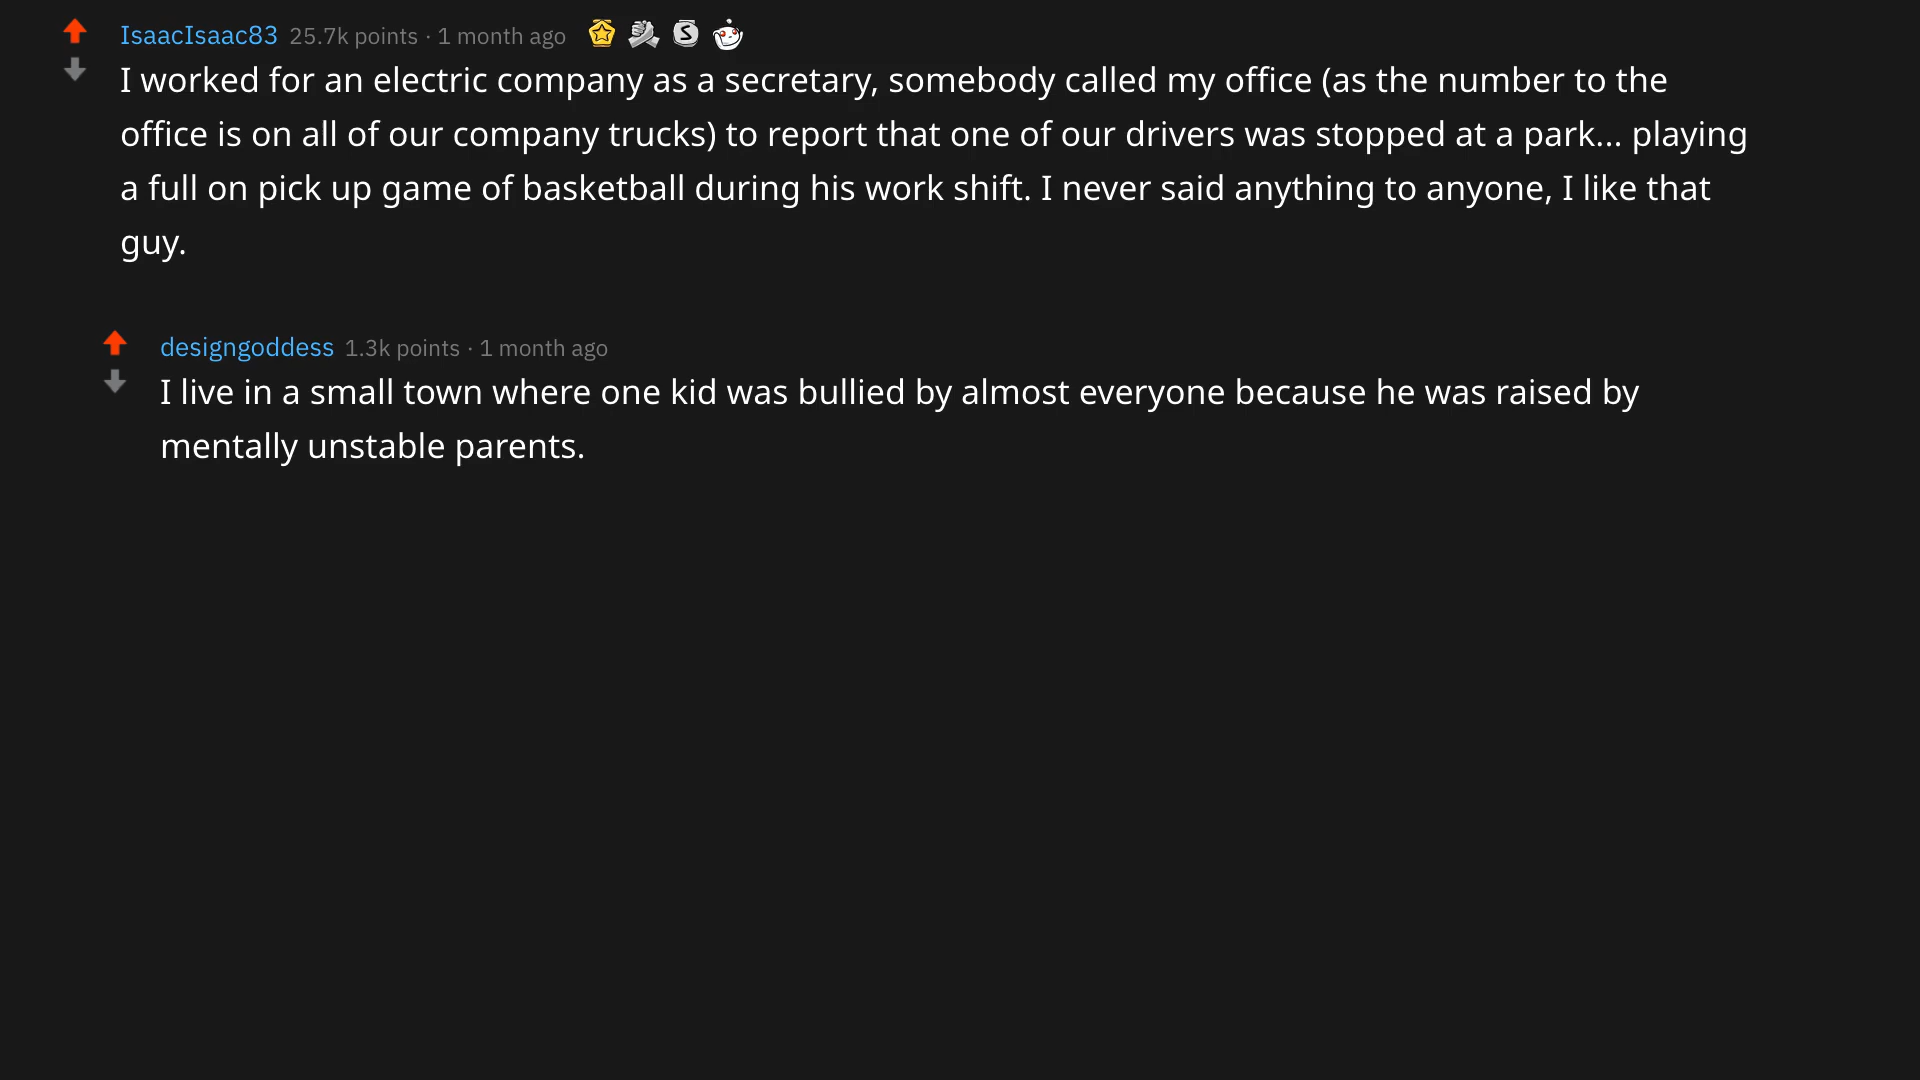 IsaacIsaac83 25.7k points · 1 month ago
I worked for an electric company as a secretary, somebody called my office (as the number to the
office is on all of our company trucks) to report that one of our drivers was stopped at a park... playing
a full on pick up game of basketball during his work shift. I never said anything to anyone, I like that
guy.
designgoddess 1.3k points · 1 month ago
I live in a small town where one kid was bullied by almost everyone because he was raised by
mentally unstable parents.